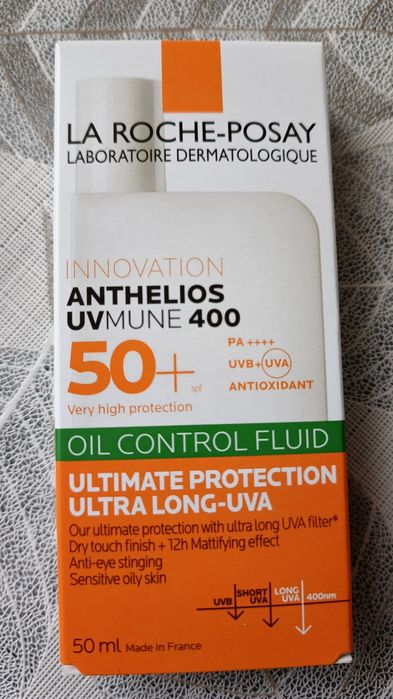 LA ROCHE-POSAY
LABORATOIRE DERMATOLOGIQUE
INNOVATION
ANTHELIOS
UVMUNE 400
50+
spf
Very high protection
PA ++++
UVB+UVA
ANTIOXIDANT
OIL CONTROL FLUID
ULTIMATE PROTECTION
ULTRA LONG-UVA
Our ultimate protection with ultra long UVA filter*
Dry touch finish + 12h Mattifying effect
Anti-eye stinging
Sensitive oily skin
UVB
SHORT
UVA
LONG
UVA
400nm
50 ml Made in France